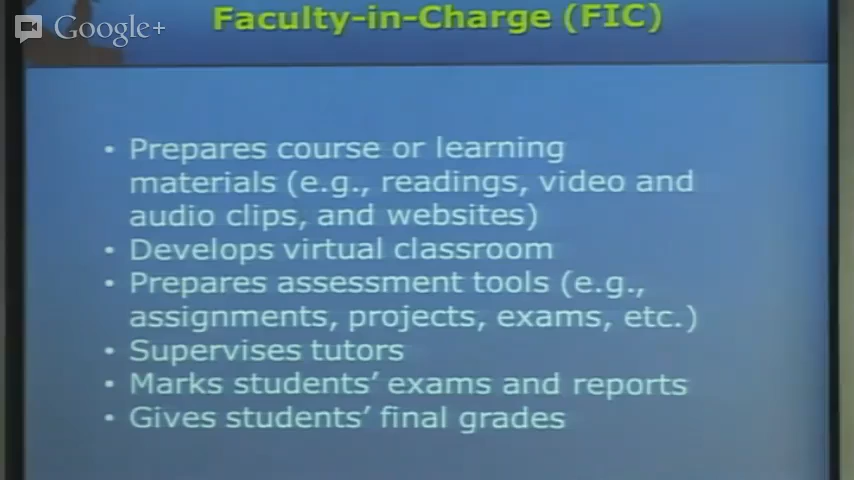 Faculty-in-Charge (FIC)
Google+
• Prepares course or learning
materials (e.g., readings, video and
audio clips, and websites)
• Develops virtual classroom
• Prepares assessment tools (e.g.,
assignments, projects, exams, etc.)
• Supervises tutors
• Marks students' exams and reports
• Gives students' final grades